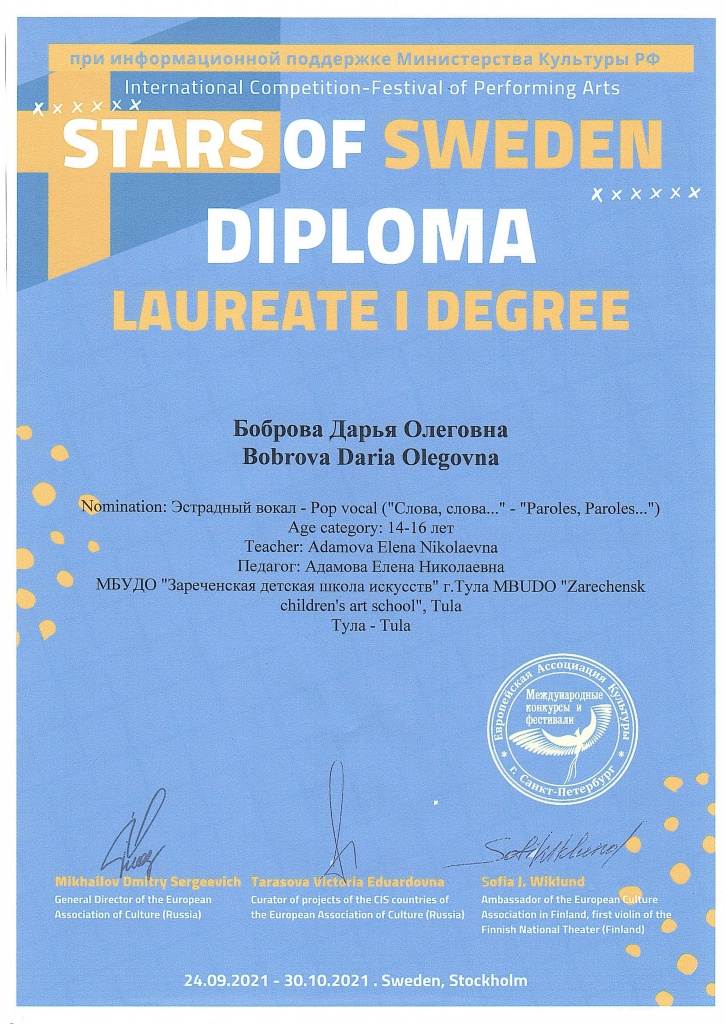 при информационной поддержке Министерства Культуры РФ
International Competition-Festival of Performing Arts
STARS OF SWEDEN
DIPLOMA
LAUREATE I DEGREE
Боброва Дарья Олеговна
Bobrova Daria Olegovna
Nomination: Эстрадный вокал - Pop vocal ("Слова, слова..." - "Paroles, Paroles...")
Age category: 14-16 лет
Teacher: Adamova Elena Nikolaevna
Педагог: Адамова Елена Николаевна
МБУДО "Зареченская детская школа искусств" г.Тула MBUDO "Zarechensk
children's art school", Tula
Тула - Tula
Европейская Ассоциация Культуры
Международные
конкурсы и
фестивали
* г. Санкт-Петербург *
Sofi Wiklund
Mikhailov Dmitry Sergeevich
General Director of the European
Association of Culture (Russia)
Tarasova Victoria Eduardovna
Curator of projects of the CIS countries of
the European Association of Culture (Russia)
Sofia J. Wiklund
Ambassador of the European Culture
Association in Finland, first violin of the
Finnish National Theater (Finland)
24.09.2021 - 30.10.2021 . Sweden, Stockholm